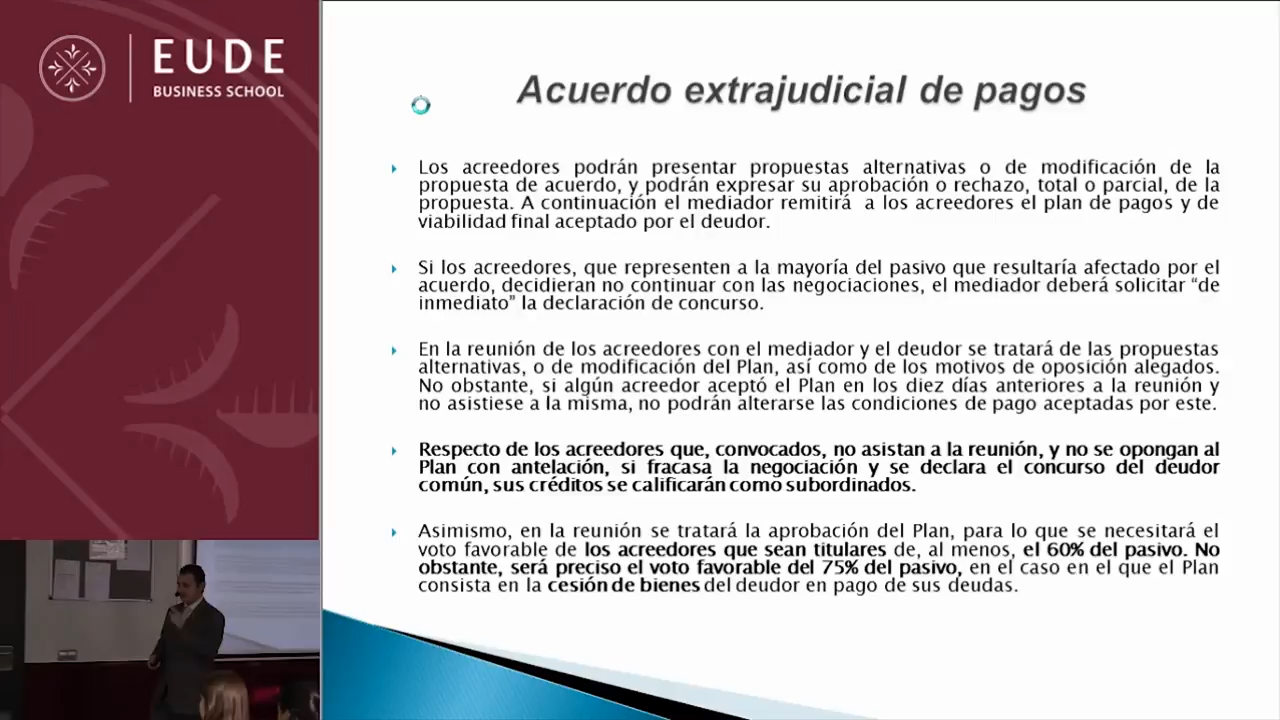 EUDE
BUSINESS SCHOOL
Acuerdo extrajudicial de pagos
Los acreedores podrán presentar propuestas alternativas o de modificación de la
propuesta de acuerdo, y podrán expresar su aprobación o rechazo, total o parcial, de la
propuesta. A continuación el mediador remitirá a los acreedores el plan de pagos y de
viabilidad final aceptado por el deudor.
Si los acreedores, que representen a la mayoría del pasivo que resultaría afectado por el
acuerdo, decidieran no continuar con las negociaciones, el mediador deberá solicitar “de
inmediato” la declaración de concurso.
En la reunión de los acreedores con el mediador y el deudor se tratará de las propuestas
alternativas, o de modificación del Plan, así como de los motivos de oposición alegados.
No obstante, si algún acreedor aceptó el Plan en los diez días anteriores a la reunión y
no asistiese a la misma, no podrán alterarse las condiciones de pago aceptadas por este.
Respecto de los acreedores que, convocados, no asistan a la reunión, y no se opongan al
Plan con antelación, si fracasa la negociación y se declara el concurso del deudor
común, sus créditos se calificarán como subordinados.
Asimismo, en la reunión se tratará la aprobación del Plan, para lo que se necesitará el
voto favorable de los acreedores que sean titulares de, al menos, el 60% del pasivo. No
obstante, será preciso el voto favorable del 75% del pasivo, en el caso en el que el Plan
consista en la cesión de bienes del deudor en pago de sus deudas.